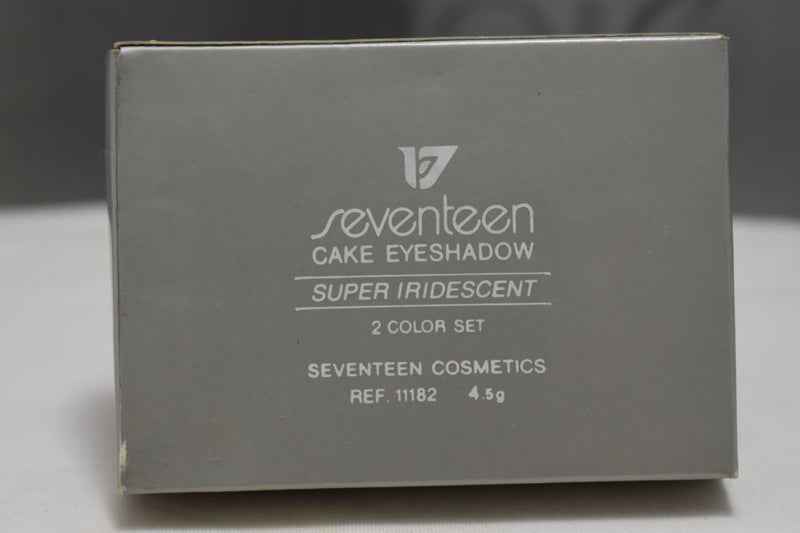 17
seventeen
CAKE EYESHADOW
SUPER IRIDESCENT
2 COLOR SET
SEVENTEEN COSMETICS
REF. 11182 4.5g